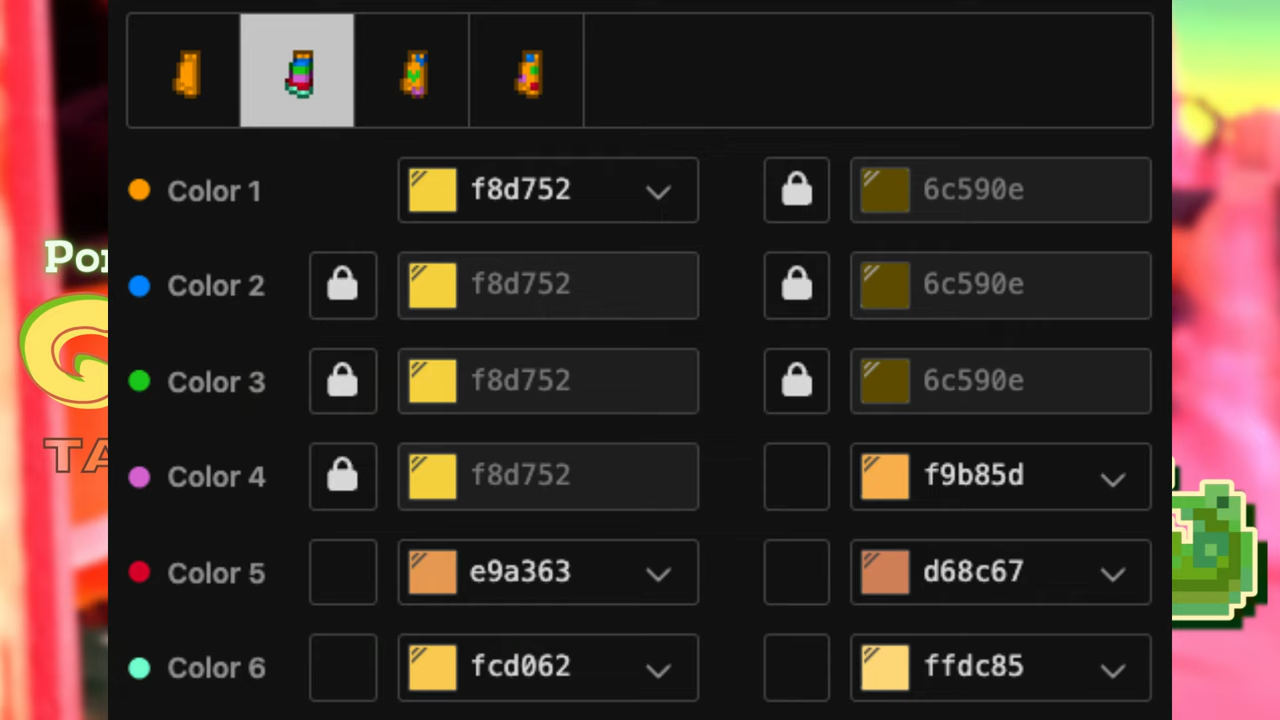 Color 1 f8d752 6c590e
Color 2 f8d752 6c590e
Color 3 f8d752 6c590e
Color 4 f8d752 f9b85d
Color 5 e9a363 d68c67
Color 6 fcd062 ffdc85
TA